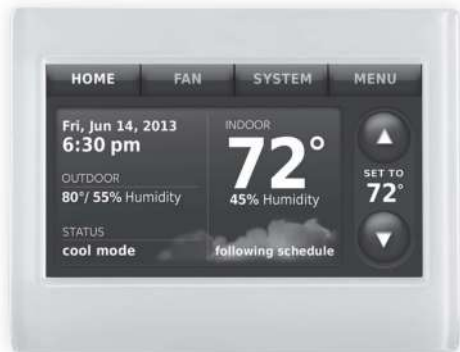 HOME FAN SYSTEM MENU
Fri, Jun 14, 2013
6:30 pm
OUTDOOR
80°/ 55% Humidity
STATUS
cool mode
INDOOR
72°
45% Humidity
following schedule
SET TO
72°